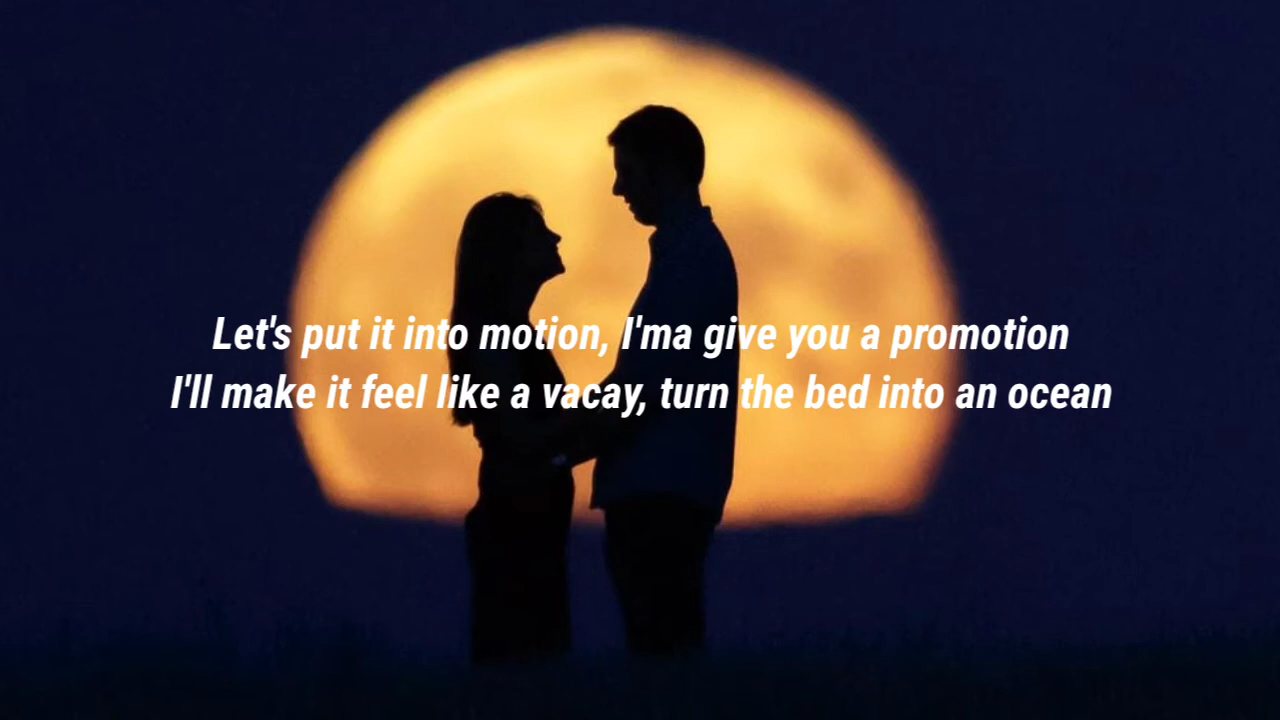 Let's put it into motion, I'ma give you a promotion
I'll make it feel like a vacay, turn the bed into an ocean